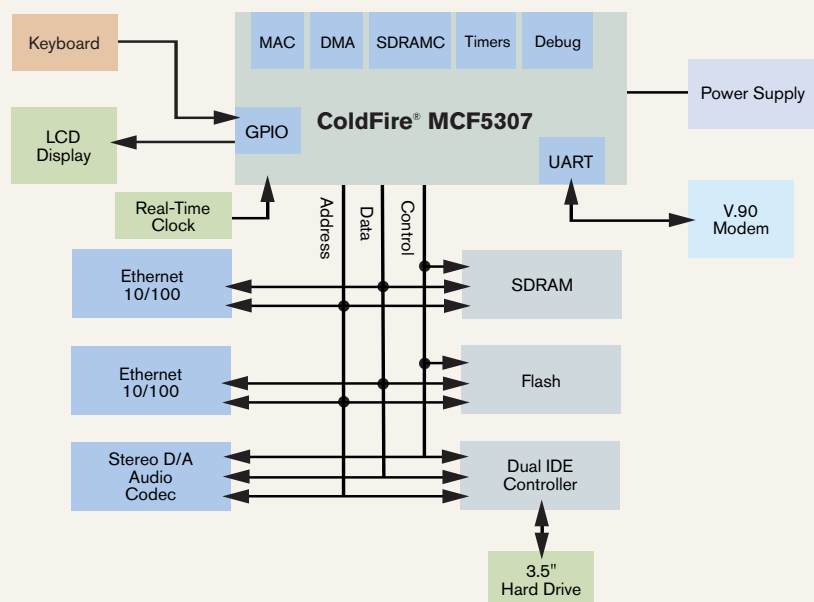 MAC
DMA
SDRAMC
Timers
Debug
Keyboard
ColdFire® MCF5307
Power Supply
GPIO
LCD
Display
UART
Real-Time
Clock
Address
Data
Control
V.90
Modem
Ethernet
10/100
SDRAM
Ethernet
10/100
Flash
Stereo D/A
Audio
Codec
Dual IDE
Controller
3.5"
Hard Drive